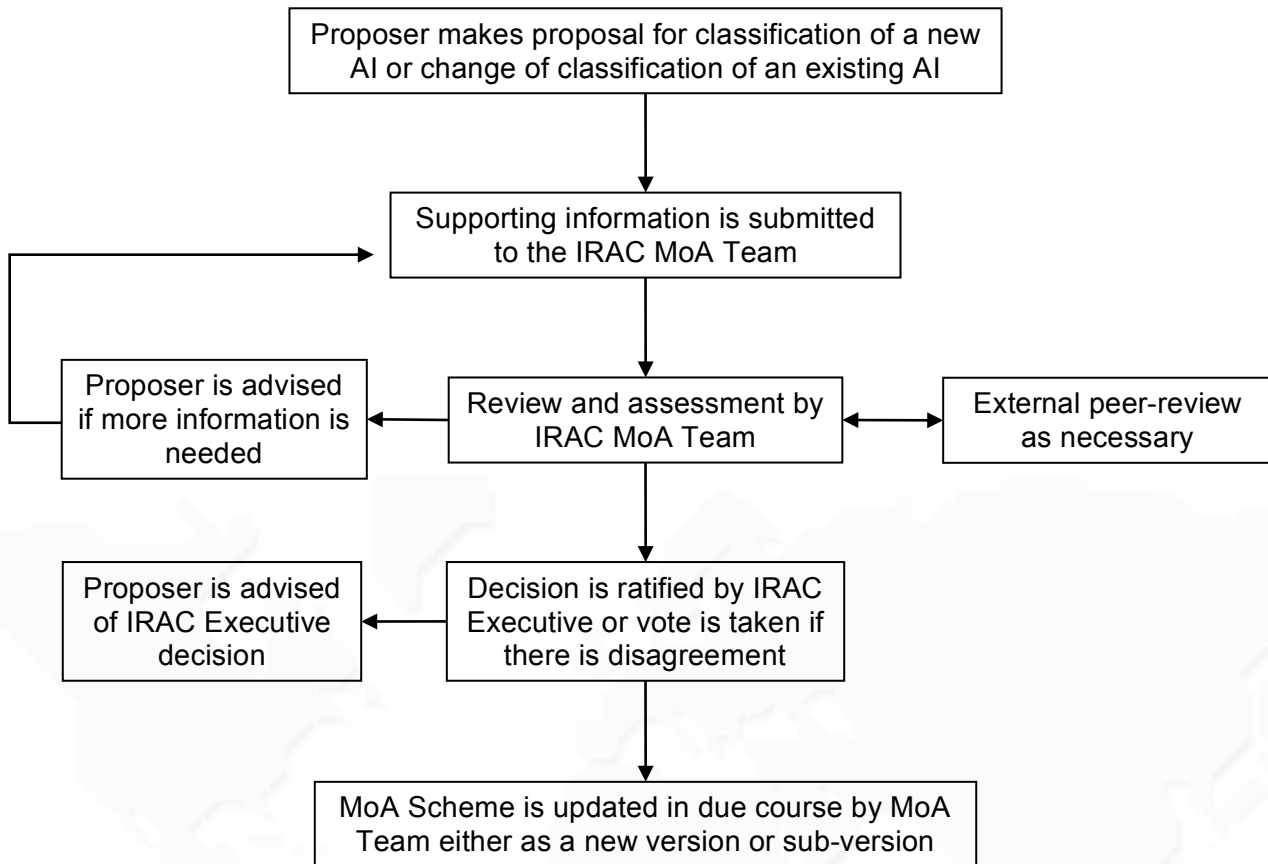 Proposer makes proposal for classification of a new
AI or change of classification of an existing AI
Supporting information is submitted
to the IRAC MoA Team
Proposer is advised
if more information is
needed
Review and assessment by
IRAC MoA Team
External peer-review
as necessary
Proposer is advised
of IRAC Executive
decision
Decision is ratified by IRAC
Executive or vote is taken if
there is disagreement
MoA Scheme is updated in due course by MoA
Team either as a new version or sub-version